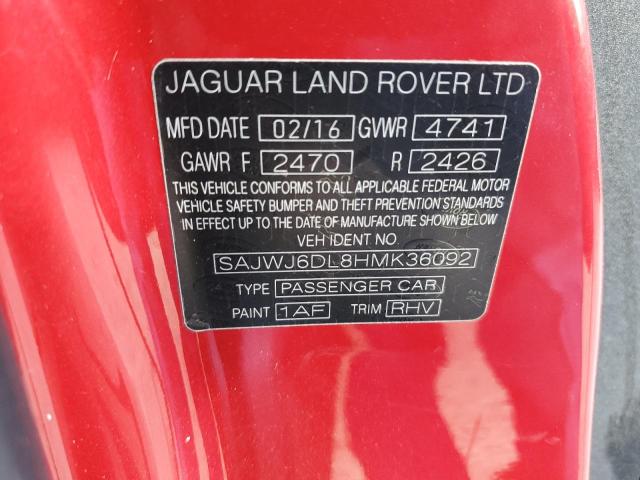 JAGUAR LAND ROVER LTD
MFD DATE 02/16 GVWR 4741
GAWR F 2470 R 2426
THIS VEHICLE CONFORMS TO ALL APPLICABLE FEDERAL MOTOR
VEHICLE SAFETY BUMPER AND THEFT PREVENTION STANDARDS
IN EFFECT UP TO THE DATE OF MANUFACTURE SHOWN BELOW
VEH IDENT NO
SAJWJ6DL8HMK36092
TYPE PASSENGER CAR
PAINT 1AF TRIM RHV